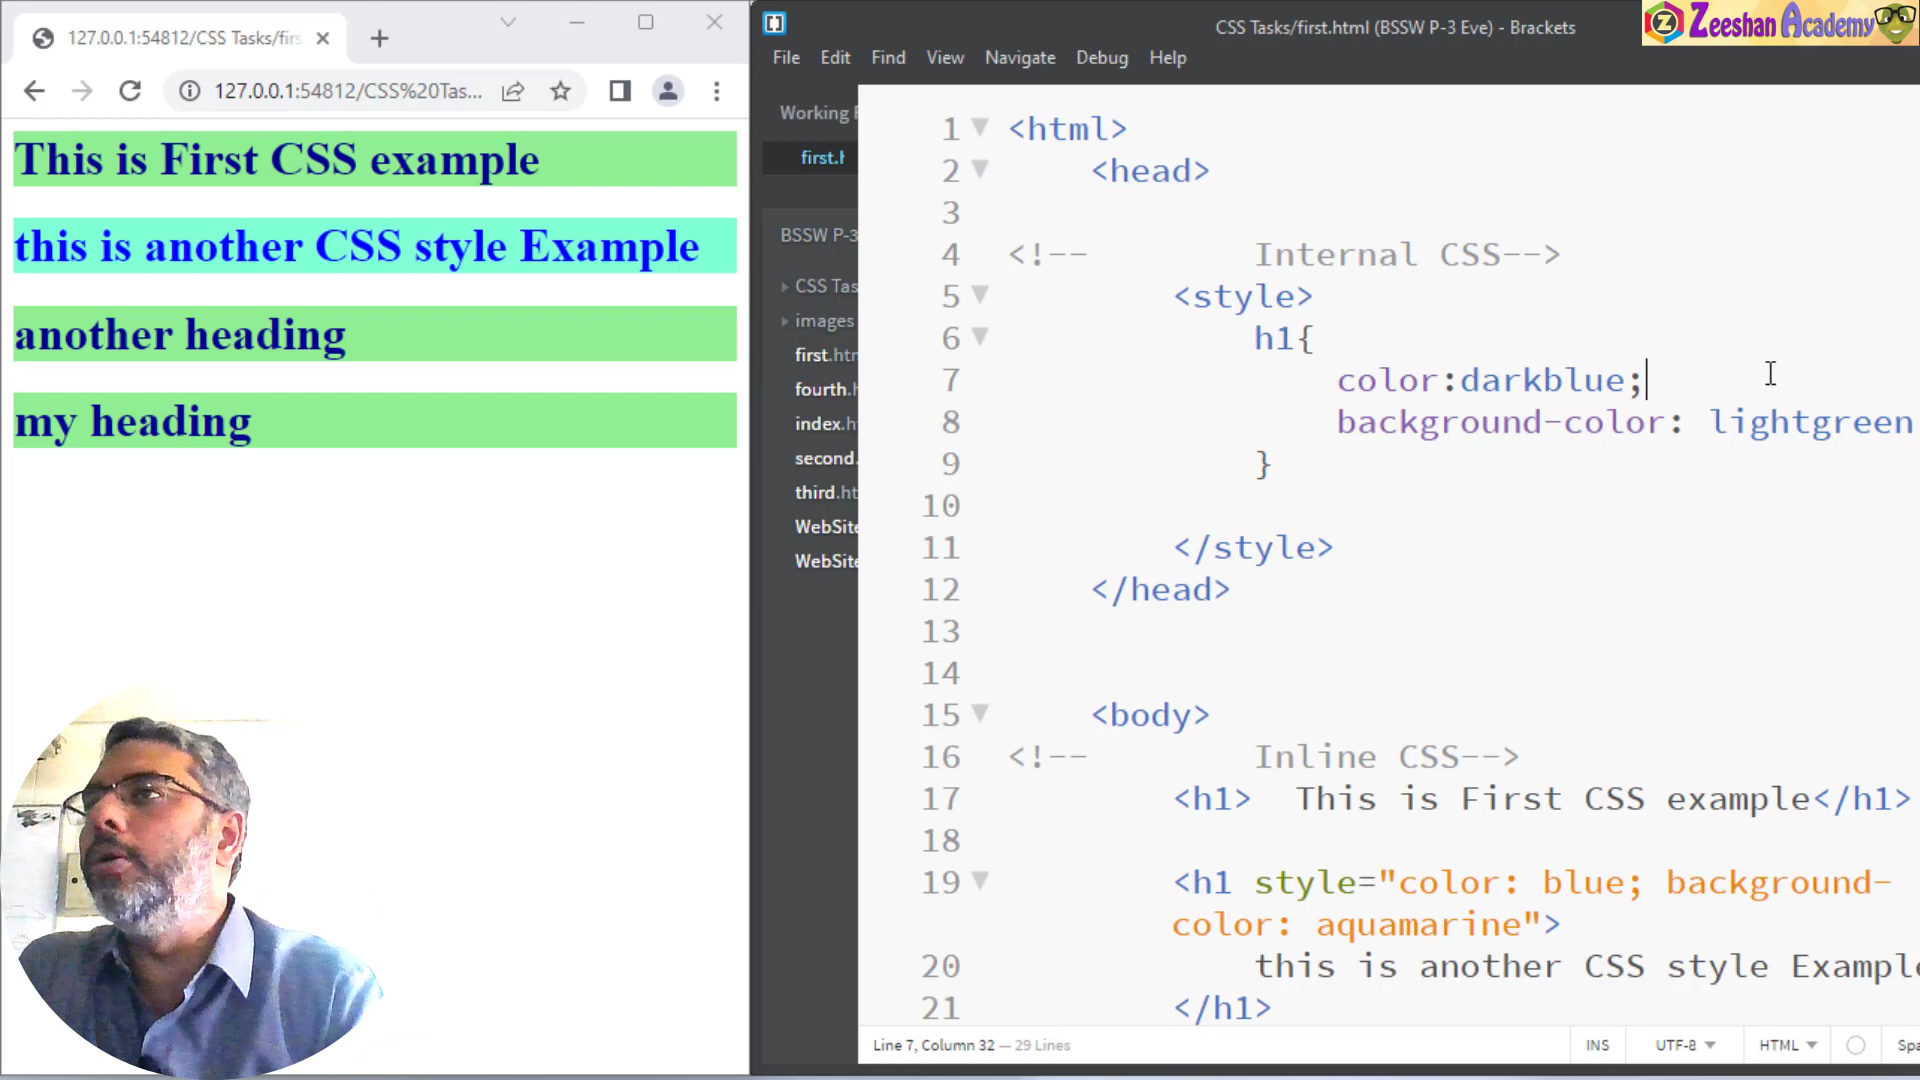 127.0.0.1:54812/CSS Tasks/firs
127.0.0.1:54812/CSS%20Tas...
This is First CSS example
this is another CSS style Example
another heading
my heading
CSS Tasks/first.html (BSSW P-3 Eve) - Brackets
Zeeshan Academy
File Edit Find View Navigate Debug Help
Working F
first.h
BSSW P-3
CSS Tas
images
first.htm
fourth.h
index.h
second.
third.ht
WebSite
WebSite
1 <html>
2 <head>
3
4 <!-- Internal CSS-->
5 <style>
6 h1{
7 color:darkblue;
8 background-color: lightgreen
9 }
10
11 </style>
12 </head>
13
14
15 <body>
16 <!-- Inline CSS-->
17 <h1> This is First CSS example</h1>
18
19 <h1 style="color: blue; background-
color: aquamarine">
20 this is another CSS style Example
21 </h1>
Line 7, Column 32 — 29 Lines
INS UTF-8 HTML Spa